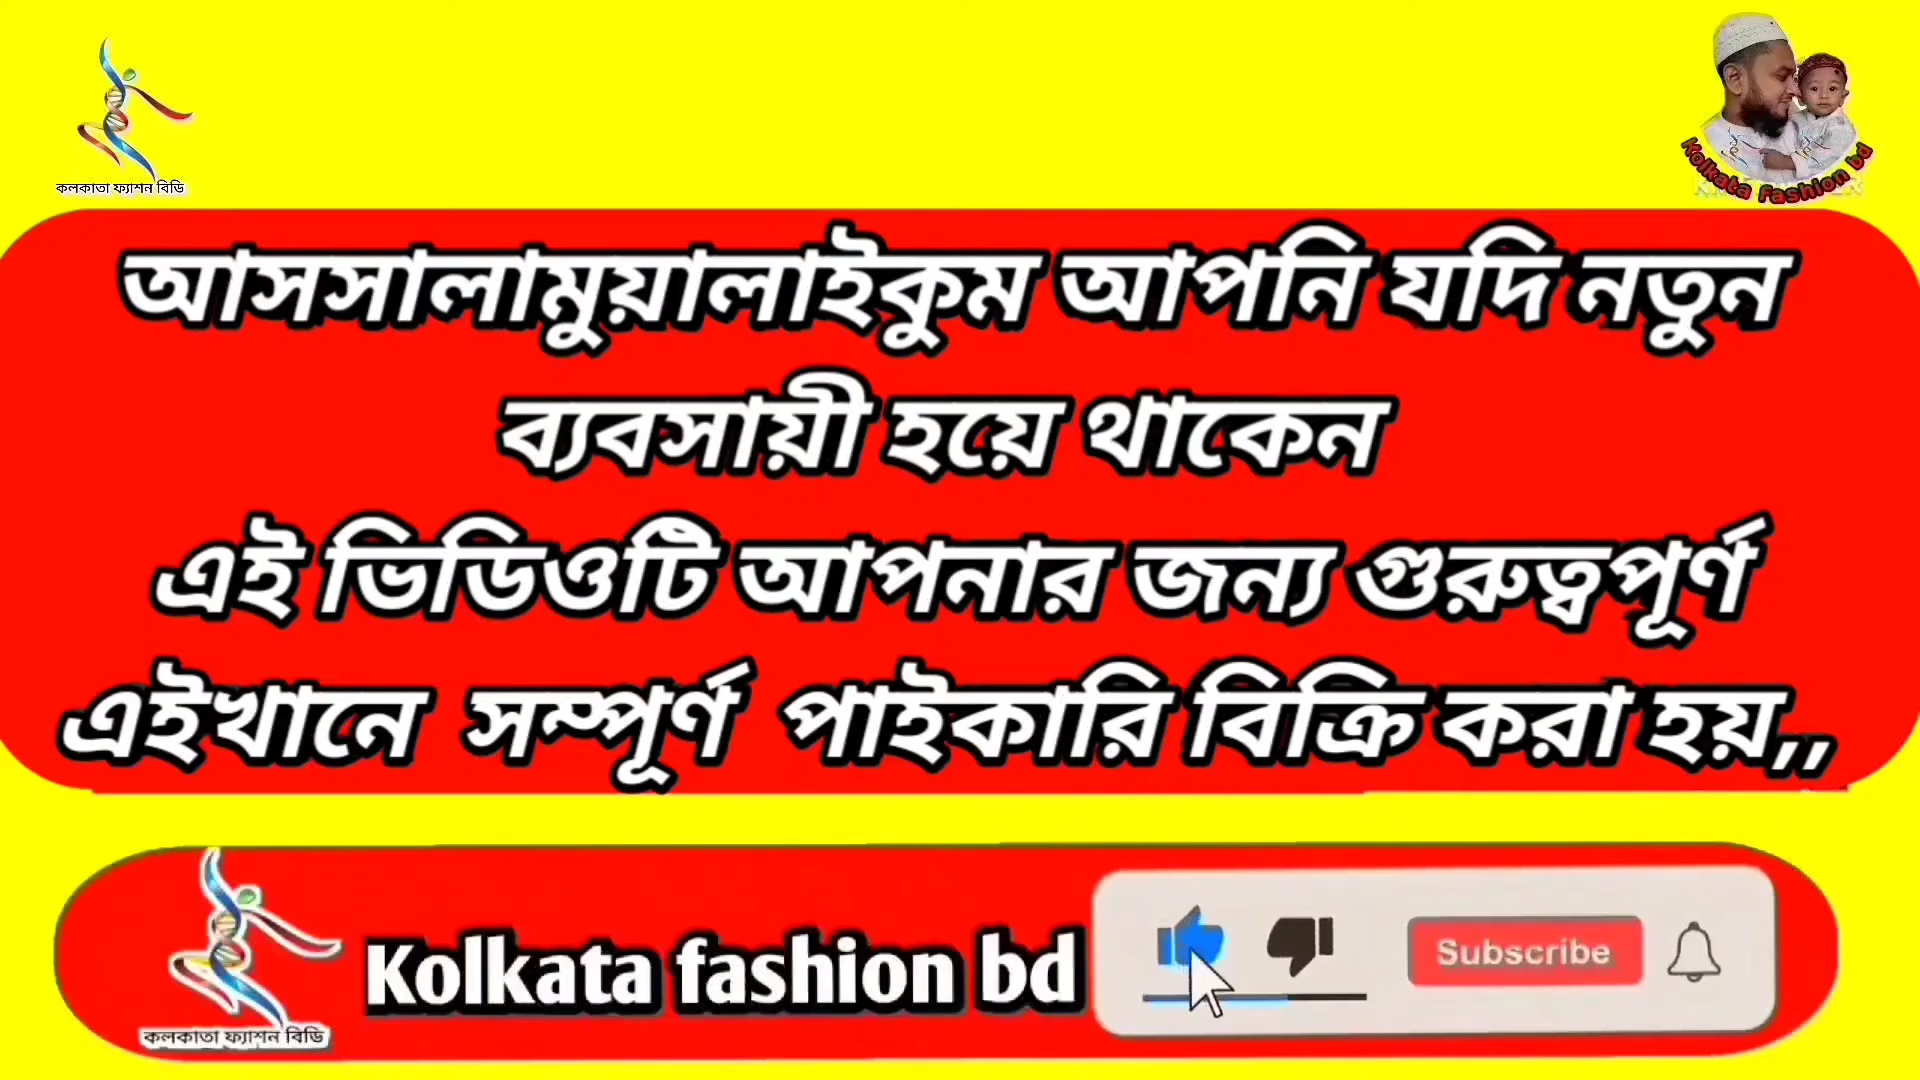 কলকাতা ফ্যাশন বিডি
Kolkata fashion bd
আসসালামুয়ালাইকুম আপনি যদি নতুন
ব্যবসায়ী হয়ে থাকেন
এই ভিডিওটি আপনার জন্য গুরুত্বপূর্ণ
এইখানে সম্পূর্ণ পাইকারি বিক্রি করা হয়,,
কলকাতা ফ্যাশন বিডি
Kolkata fashion bd
Subscribe